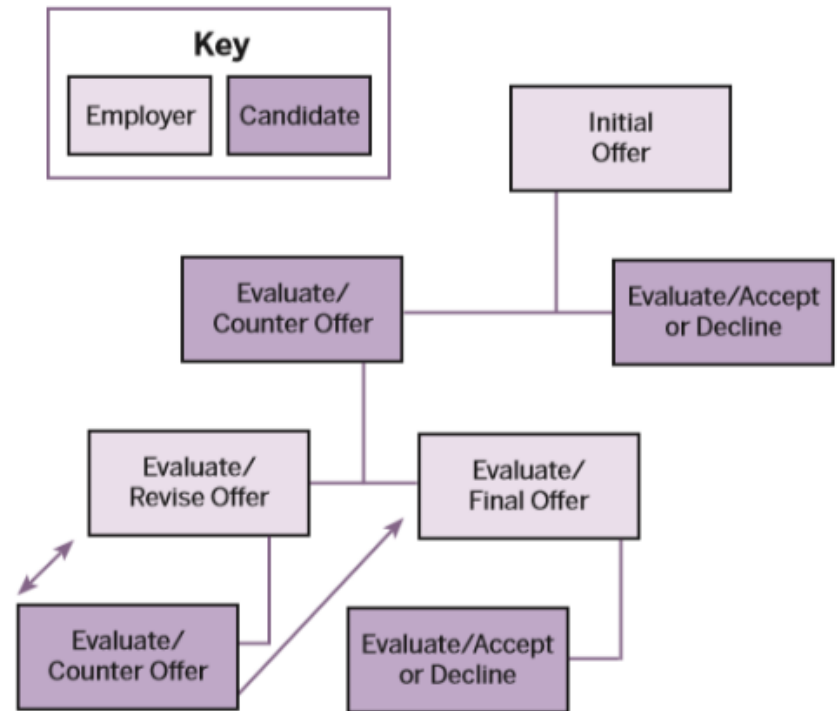 Key
Employer
Candidate
Initial
Offer
Evaluate/
Counter Offer
Evaluate/Accept
or Decline
Evaluate/
Revise Offer
Evaluate/
Final Offer
Evaluate/
Counter Offer
Evaluate/Accept
or Decline